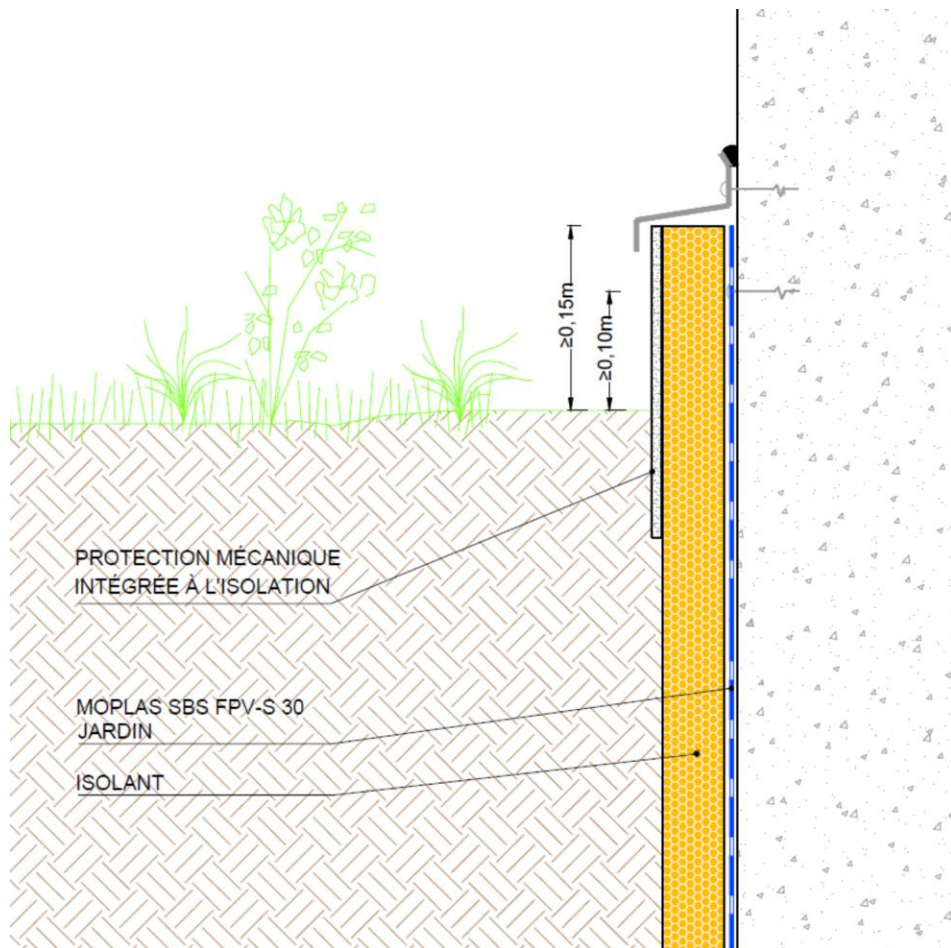 ≥0,15m
≥0,10m
PROTECTION MÉCANIQUE
INTÉGRÉE À L'ISOLATION
MOPLAS SBS FPV-S 30
JARDIN
ISOLANT